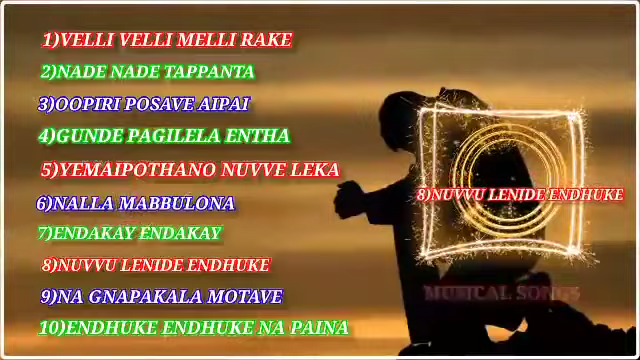 1)VELLI VELLI MELLI RAKE
2)NADE NADE TAPPANTA
3)OOPIRI POSAVE AIPAI
4)GUNDE PAGILELA ENTHA
5)YEMAIPOTHANO NUVVE LEKA
6)NALLA MABBULONA
7)ENDAKAY ENDAKAY
8)NUVVU LENIDE ENDHUKE
9)NA GNAPAKALA MOTAVE
10)ENDHUKE ENDHUKE NA PAINA
8)NUVVU LENIDE ENDHUKE
MUSICAL SONGS